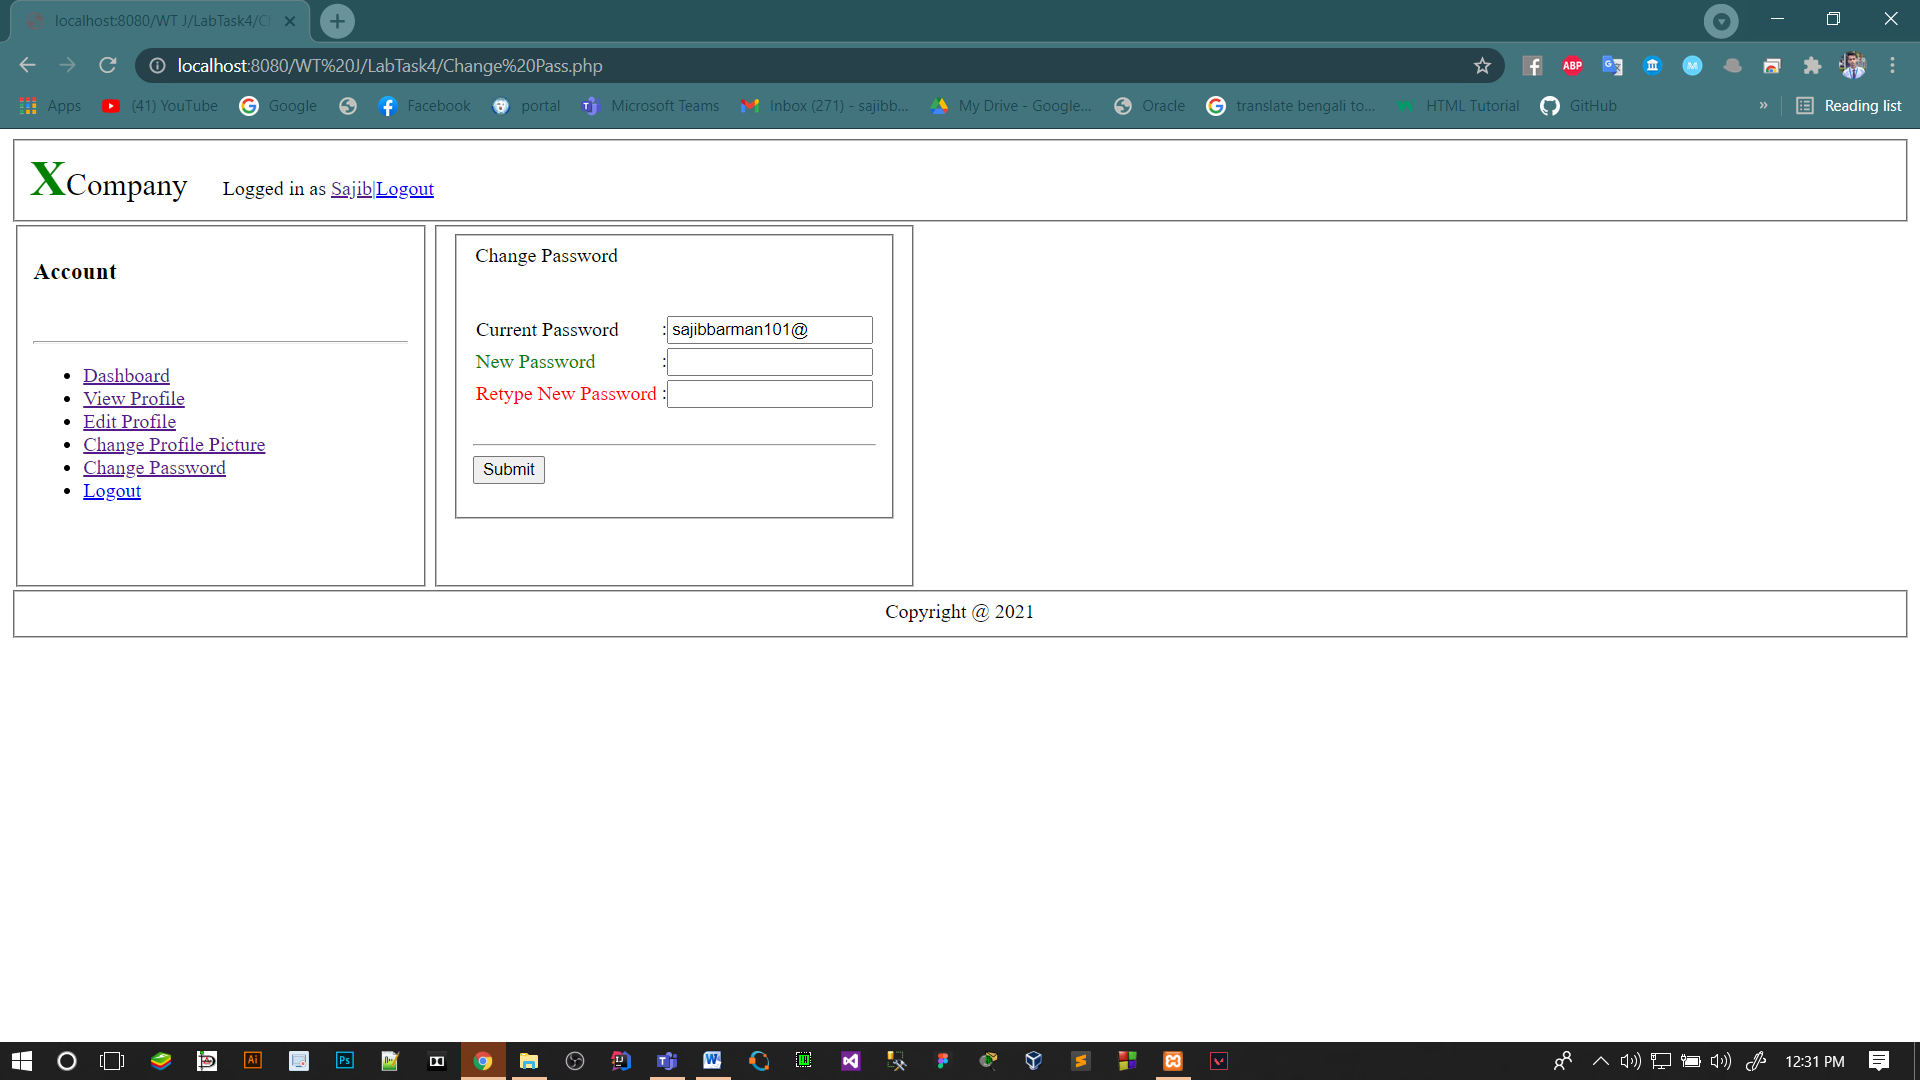 localhost:8080/WT J/LabTask4/C
localhost:8080/WT%20J/LabTask4/Change%20Pass.php
Apps (41) YouTube Google Facebook portal Microsoft Teams Inbox (271) - sajibb... My Drive - Google... Oracle translate bengali to... HTML Tutorial GitHub » Reading list
XCompany Logged in as Sajib|Logout
Account
Dashboard
View Profile
Edit Profile
Change Profile Picture
Change Password
Logout
Change Password
Current Password :sajibbarman101@
New Password :
Retype New Password :
Submit
Copyright @ 2021
12:31 PM